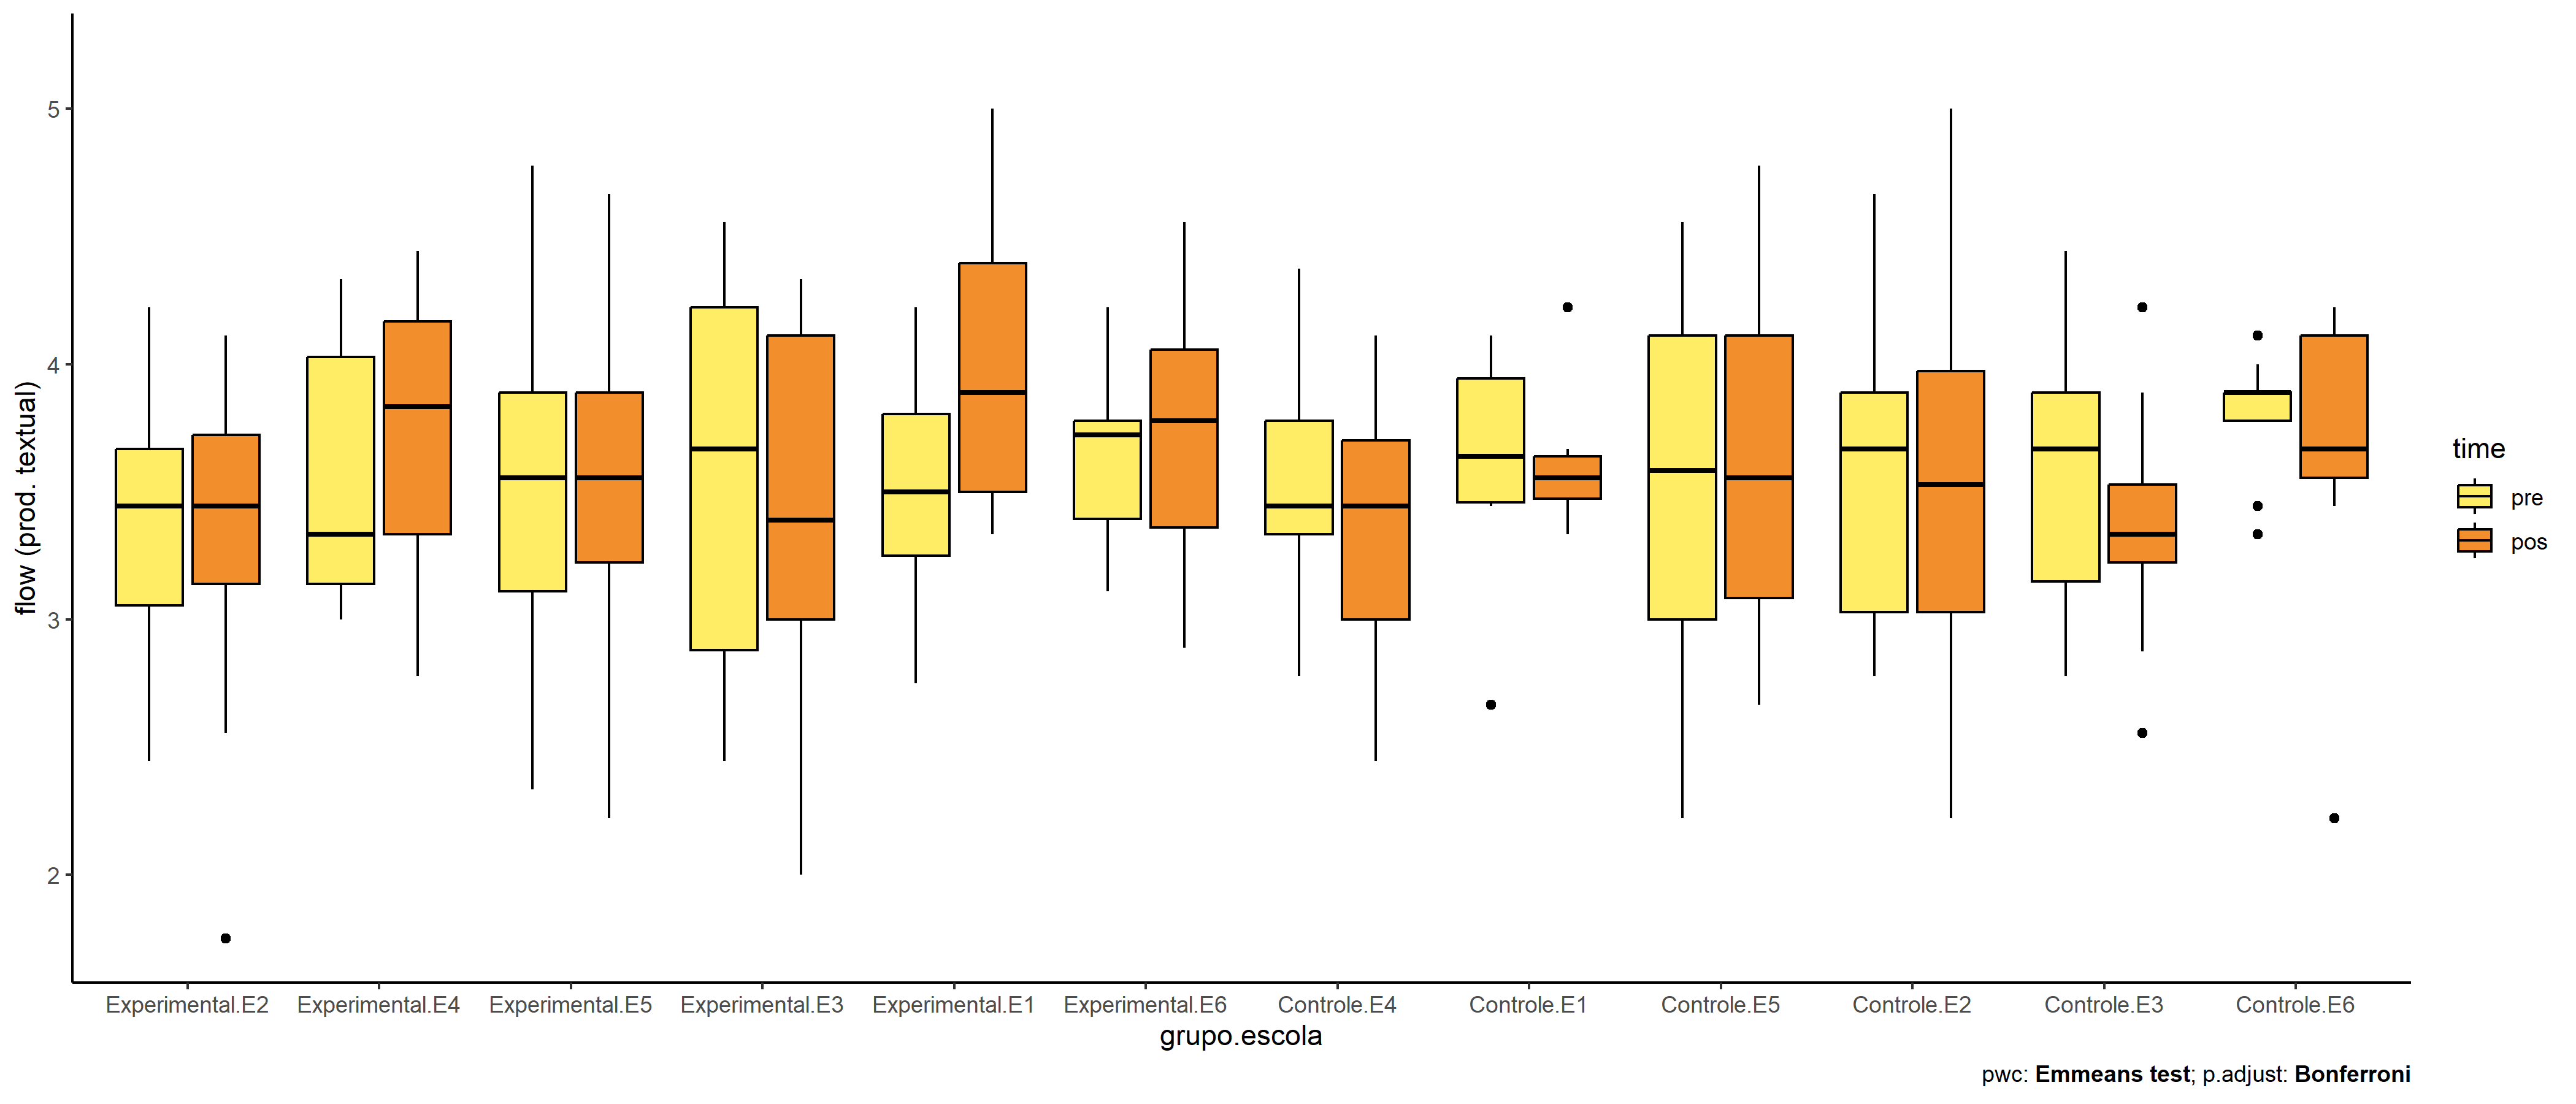 flow (prod. textual)
5
4
3
2
Experimental.E2 Experimental.E4 Experimental.E5 Experimental.E3 Experimental.E1 Experimental.E6 Controle.E4 Controle.E1 Controle.E5 Controle.E2 Controle.E3 Controle.E6
grupo.escola
time
pre
pos
pwc: Emmeans test; p.adjust: Bonferroni